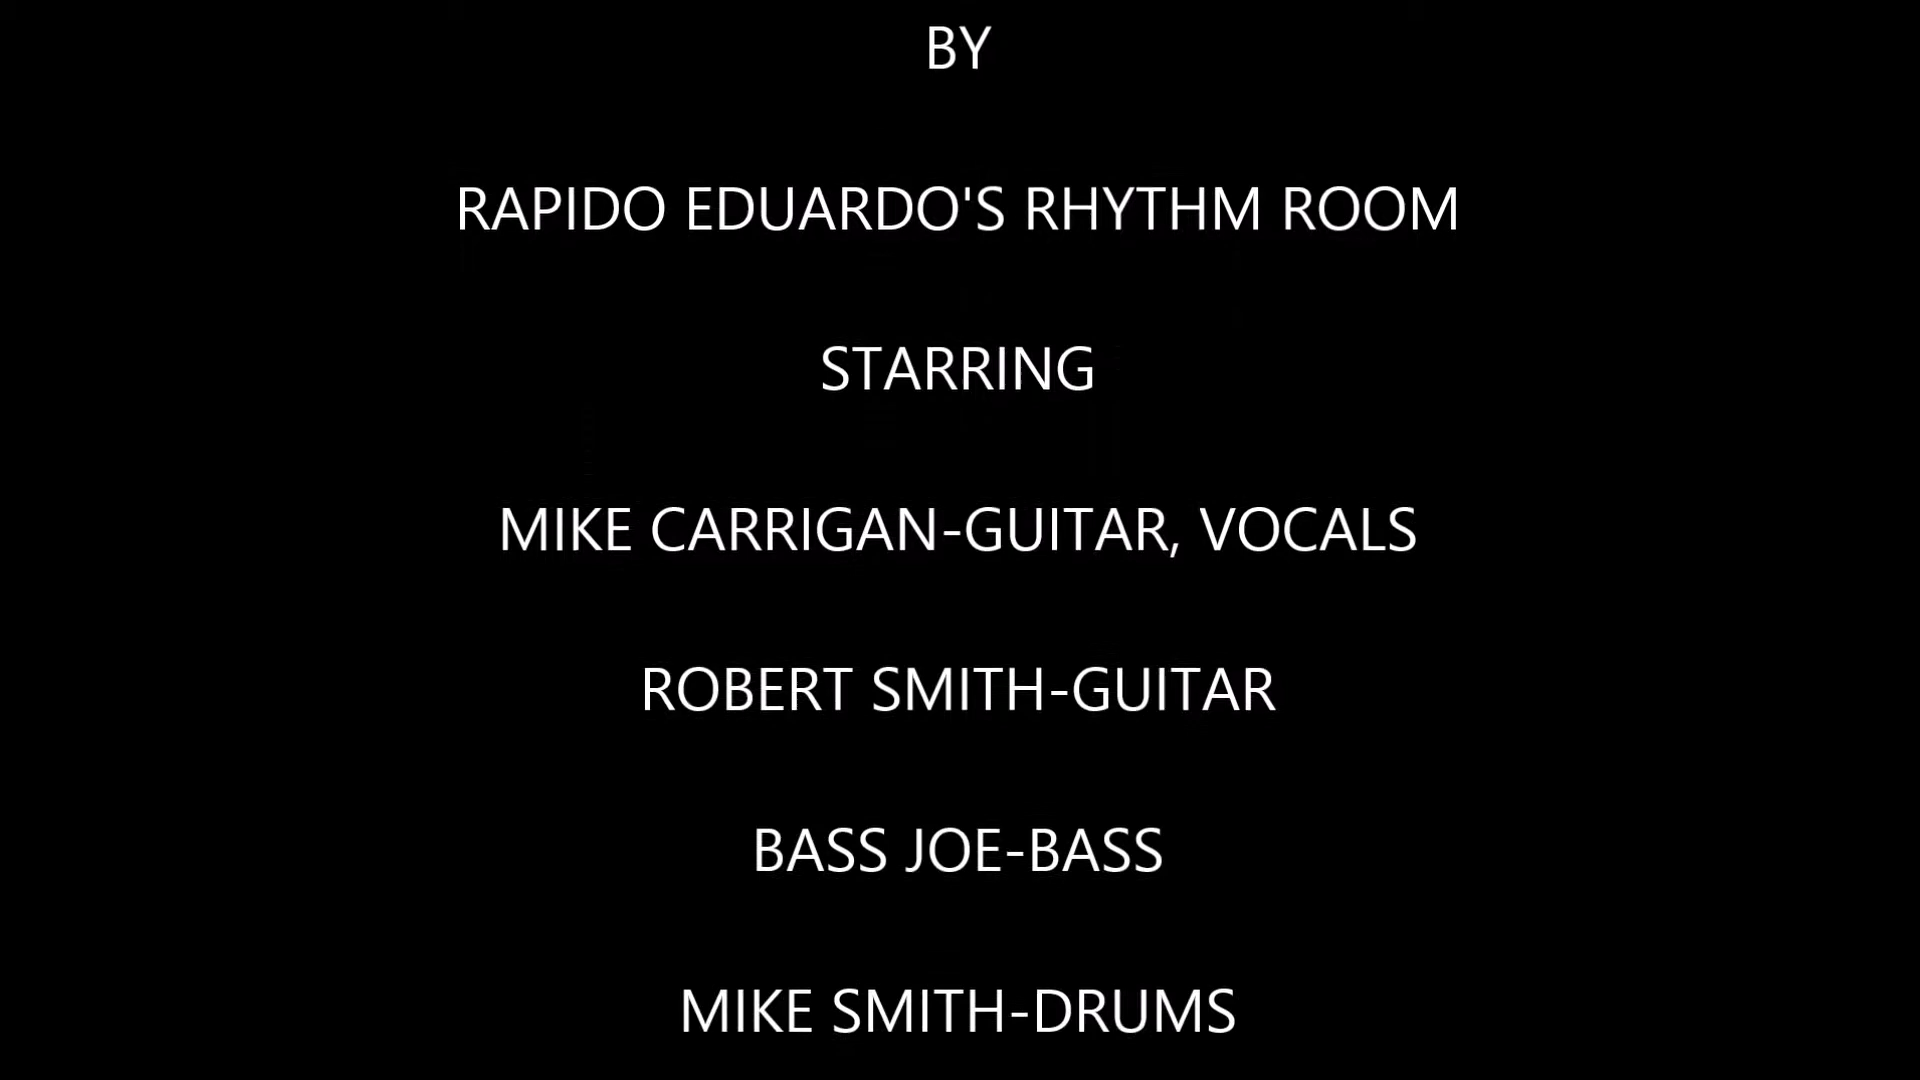 BY
RAPIDO EDUARDO'S RHYTHM ROOM
STARRING
MIKE CARRIGAN-GUITAR, VOCALS
ROBERT SMITH-GUITAR
BASS JOE-BASS
MIKE SMITH-DRUMS